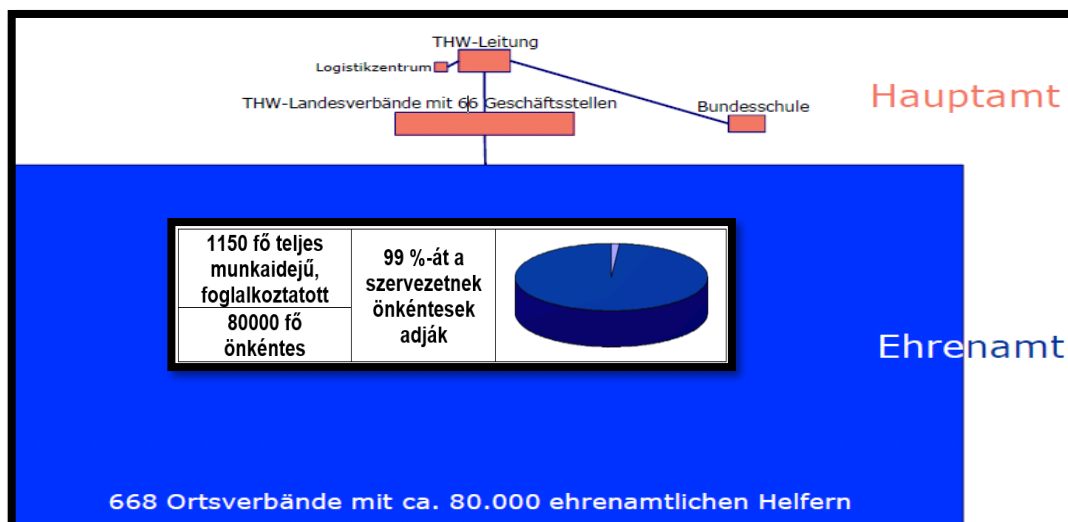 THW-Leitung
Logistikzentrum
THW-Landesverbände mit 66 Geschäftsstellen
Bundesschule
Hauptamt
1150 fő teljes
munkaidejű,
foglalkoztatott
80000 fő
önkéntes
99 %-át a
szervezetnek
önkéntesek
adják
Ehrenamt
668 Ortsverbände mit ca. 80.000 ehrenamtlichen Helfern